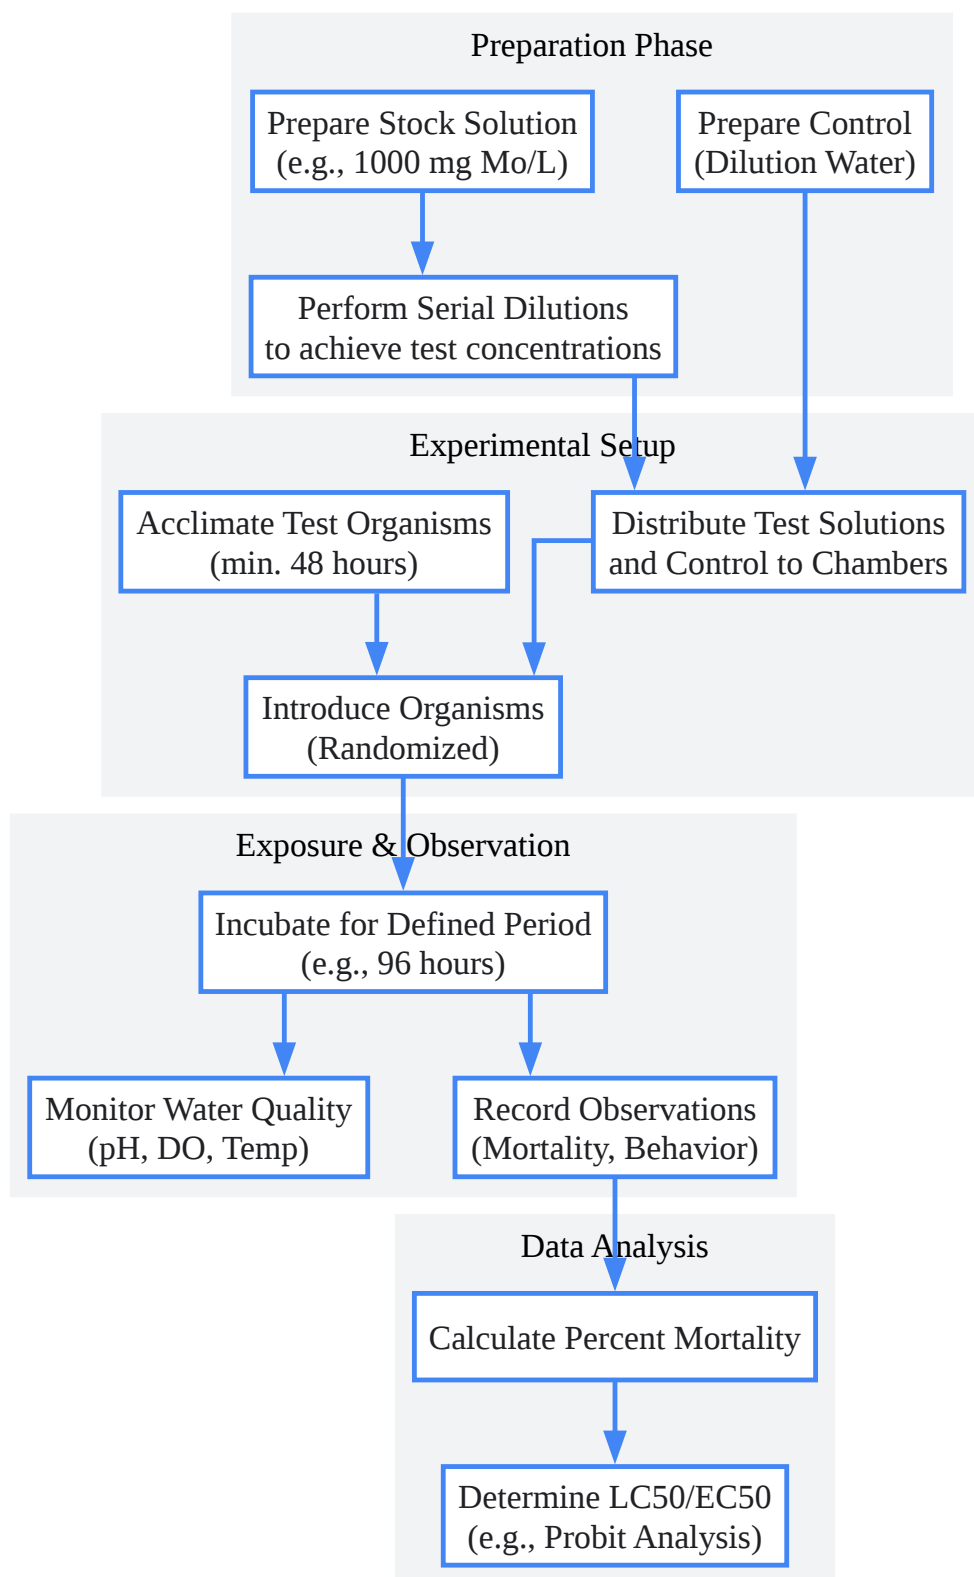 Preparation Phase
Prepare Stock Solution
(e.g., 1000 mg Mo/L)
Prepare Control
(Dilution Water)
Perform Serial Dilutions
to achieve test concentrations
Experimental Setup
Acclimate Test Organisms
(min. 48 hours)
Distribute Test Solutions
and Control to Chambers
Introduce Organisms
(Randomized)
Exposure & Observation
Incubate for Defined Period
(e.g., 96 hours)
Monitor Water Quality
(pH, DO, Temp)
Record Observations
(Mortality, Behavior)
Data Analysis
Calculate Percent Mortality
Determine LC50/EC50
(e.g., Probit Analysis)